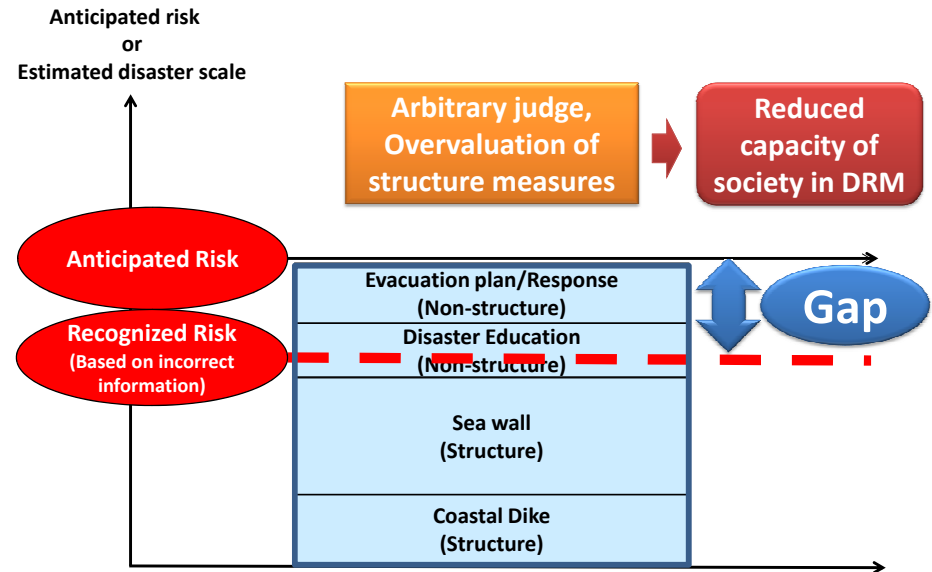 Anticipated risk
or
Estimated disaster scale
Arbitrary judge,
Overvaluation of
structure measures
Reduced
capacity of
society in DRM
Anticipated Risk
Recognized Risk
(Based on incorrect
information)
Evacuation plan/Response
(Non-structure)
Disaster Education
(Non-structure)
Sea wall
(Structure)
Coastal Dike
(Structure)
Gap